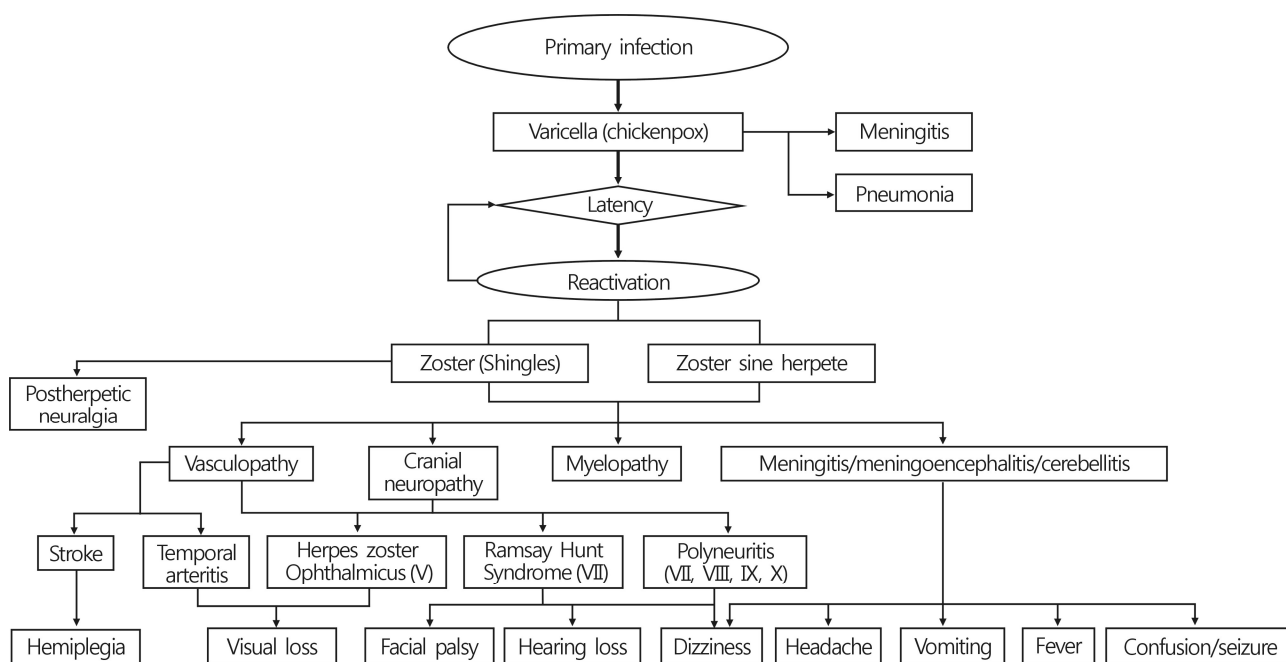 Primary infection
Varicella (chickenpox)
Meningitis
Pneumonia
Latency
Reactivation
Zoster (Shingles)
Zoster sine herpete
Postherpetic
neuralgia
Vasculopathy
Cranial
neuropathy
Myelopathy
Meningitis/meningoencephalitis/cerebellitis
Stroke
Temporal
arteritis
Herpes zoster
Ophthalmicus (Ⅴ)
Ramsay Hunt
Syndrome (Ⅶ)
Polyneuritis
(Ⅶ, Ⅷ, Ⅸ, Ⅹ)
Hemiplegia
Visual loss
Facial palsy
Hearing loss
Dizziness
Headache
Vomiting
Fever
Confusion/seizure